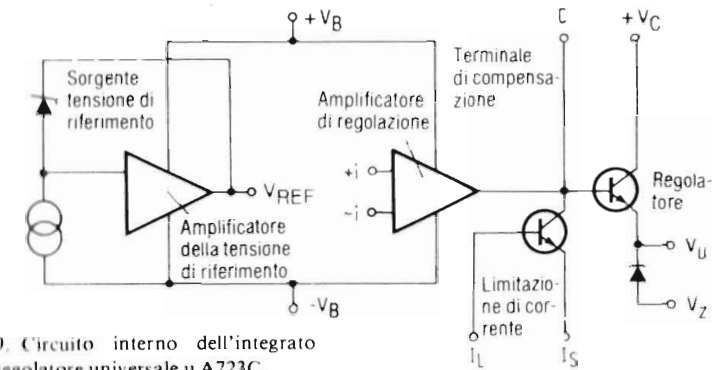 + V_B
C
+ V_C
Sorgente
tensione di
riferimento
Amplificatore
di regolazione
Terminale
di compensa-
zione
+i
-i
V_REF
Amplificatore
della tensione
di riferimento
Regola-
tore
V_U
V_Z
Limitazio-
ne di cor-
rente
I_L
I_S
-V_B
. Circuito interno dell'integrato
regolatore universale µ A723C.